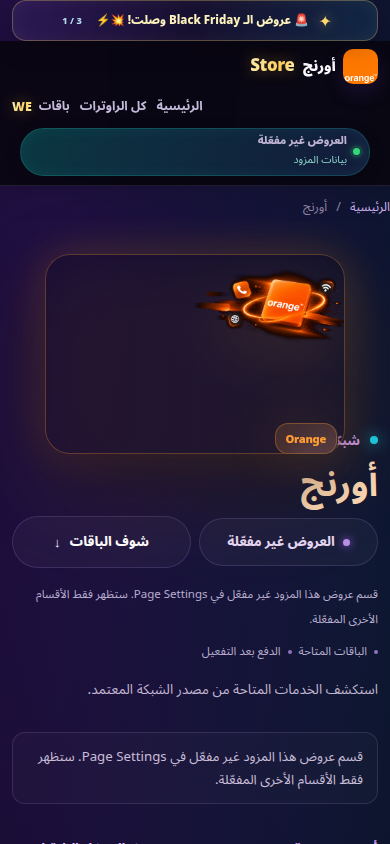 ✦ 🚨 عروض الـ Black Friday وصلت! 💥⚡ 1 / 3
orange أورنج Store
الرئيسية كل الراوترات باقات WE
العروض غير مفعّلة
بيانات المزود
الرئيسية / أورنج
orange
Orange
أورنج
العروض غير مفعّلة
شوف الباقات ↓
قسم عروض هذا المزود غير مفعّل في Page Settings. ستظهر فقط الأقسام
الأخرى المفعّلة.
• الباقات المتاحة • الدفع بعد التفعيل
استكشف الخدمات المتاحة من مصدر الشبكة المعتمد.
قسم عروض هذا المزود غير مفعّل في Page Settings. ستظهر
فقط الأقسام الأخرى المفعّلة.